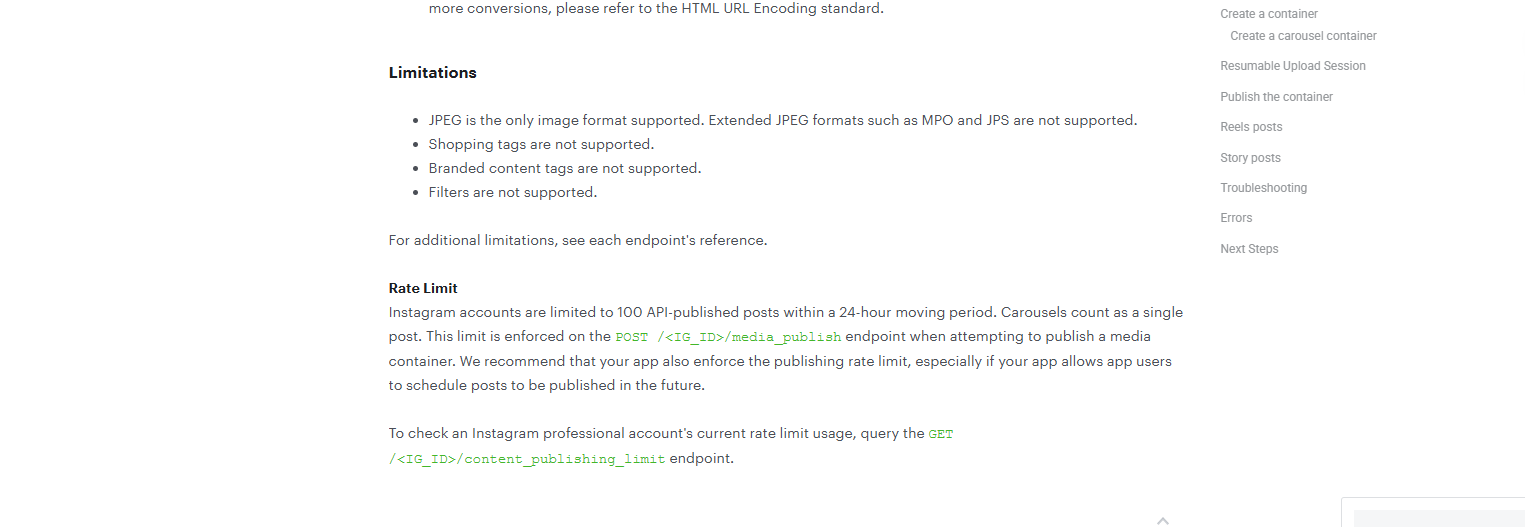 more conversions, please refer to the HTML URL Encoding standard.
Limitations
JPEG is the only image format supported. Extended JPEG formats such as MPO and JPS are not supported.
Shopping tags are not supported.
Branded content tags are not supported.
Filters are not supported.
For additional limitations, see each endpoint's reference.
Rate Limit
Instagram accounts are limited to 100 API-published posts within a 24-hour moving period. Carousels count as a single
post. This limit is enforced on the POST /<IG_ID>/media_publish endpoint when attempting to publish a media
container. We recommend that your app also enforce the publishing rate limit, especially if your app allows app users
to schedule posts to be published in the future.
To check an Instagram professional account's current rate limit usage, query the GET
/<IG_ID>/content_publishing_limit endpoint.
Create a container
Create a carousel container
Resumable Upload Session
Publish the container
Reels posts
Story posts
Troubleshooting
Errors
Next Steps